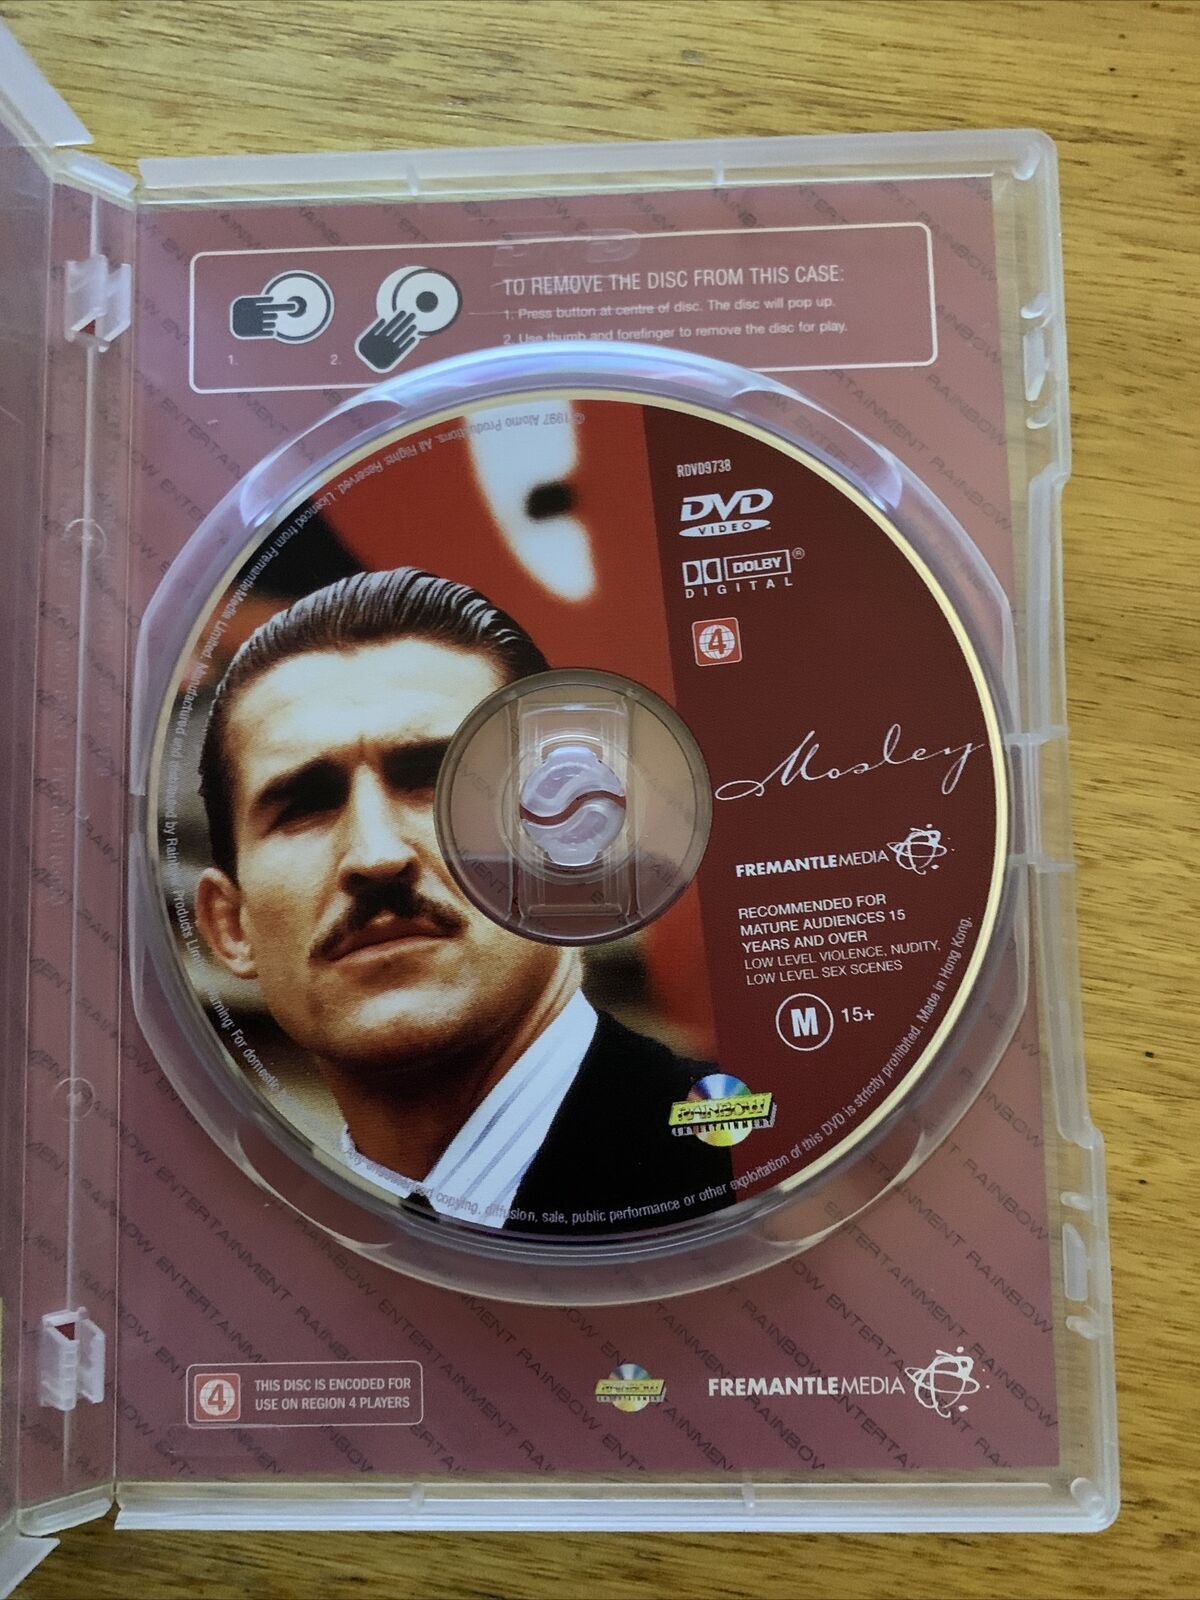 TO REMOVE THE DISC FROM THIS CASE:
1. Press button at centre of disc. The disc will pop up.
2. Use thumb and forefinger to remove the disc for play.
1.
2.
©1997 Alomo Productions. All Rights Reserved. Licenced from FremantleMedia Limited. Manufactured and by Products Warning: For domestic
copying, diffusion, sale, public performance or other exploitation of this DVD is strictly prohibited. Made in Hong Kong.
RDVD9738
DVD
VIDEO
DOLBY®
DIGITAL
4
Mosley
FREMANTLEMEDIA
RECOMMENDED FOR
MATURE AUDIENCES 15
YEARS AND OVER
LOW LEVEL VIOLENCE, NUDITY,
LOW LEVEL SEX SCENES
M 15+
RAINBOW
ENTERTAINMENT
4
THIS DISC IS ENCODED FOR
USE ON REGION 4 PLAYERS
RAINBOW
ENTERTAINMENT
FREMANTLEMEDIA